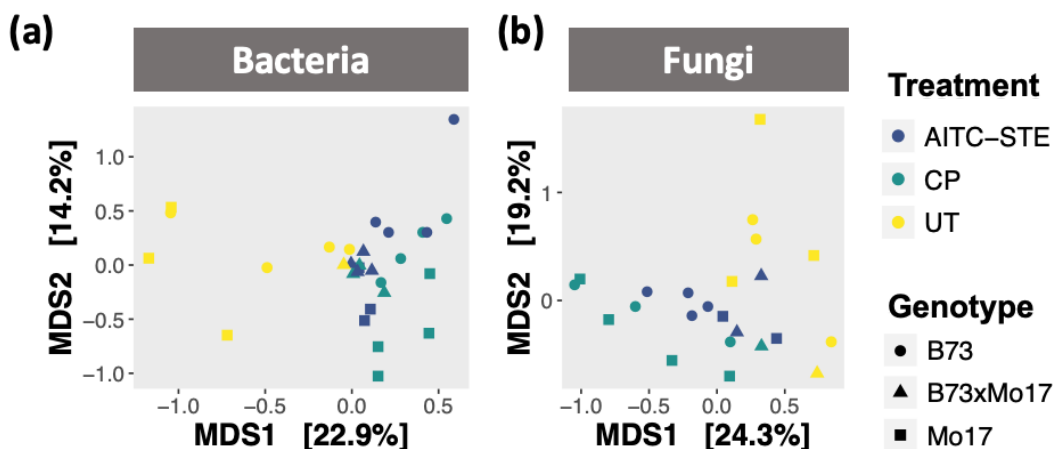 (a)
Bacteria
MDS2 [14.2%]
1.0
0.5
0.0
−0.5
−1.0
−1.0 −0.5 0.0 0.5
MDS1 [22.9%]
(b)
Fungi
MDS2 [19.2%]
1
0
−1.0 −0.5 0.0 0.5
MDS1 [24.3%]
Treatment
AITC−STE
CP
UT
Genotype
B73
B73xMo17
Mo17